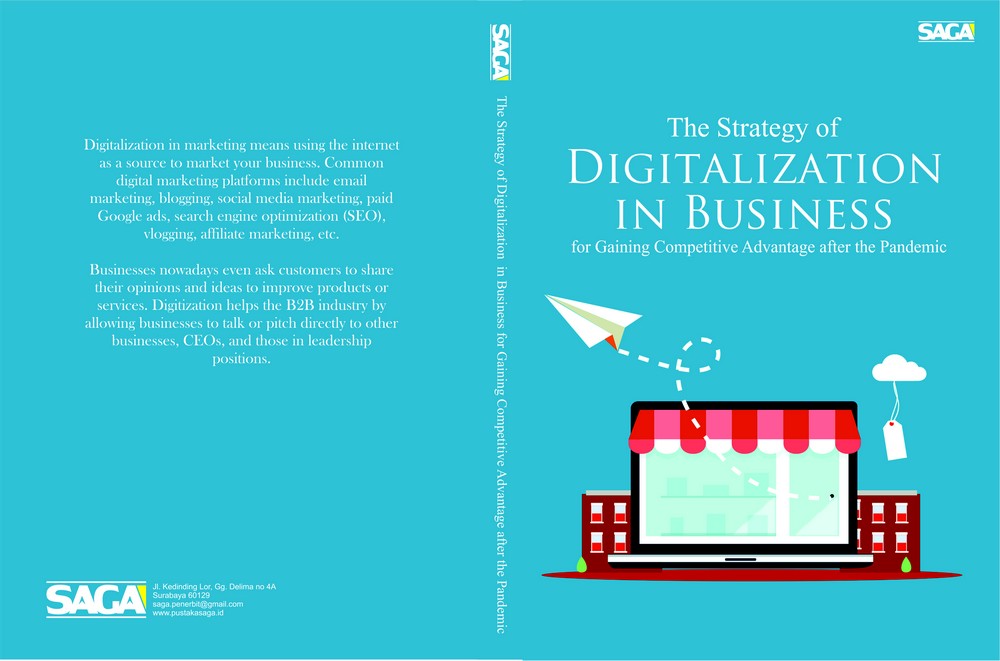 Digitalization in marketing means using the internet
as a source to market your business. Common
digital marketing platforms include email
marketing, blogging, social media marketing, paid
Google ads, search engine optimization (SEO),
vlogging, affiliate marketing, etc.
Businesses nowadays even ask customers to share
their opinions and ideas to improve products or
services. Digitization helps the B2B industry by
allowing businesses to talk or pitch directly to other
businesses, CEOs, and those in leadership
positions.
SAGA
Jl. Kedinding Lor, Gg. Delima no 4A
Surabaya 60129
saga.penerbit@gmail.com
www.pustakasaga.id
SAGA
The Strategy of Digitalization in Business for Gaining Competitive Advantage after the Pandemic
SAGA
The Strategy of
DIGITALIZATION
IN BUSINESS
for Gaining Competitive Advantage after the Pandemic